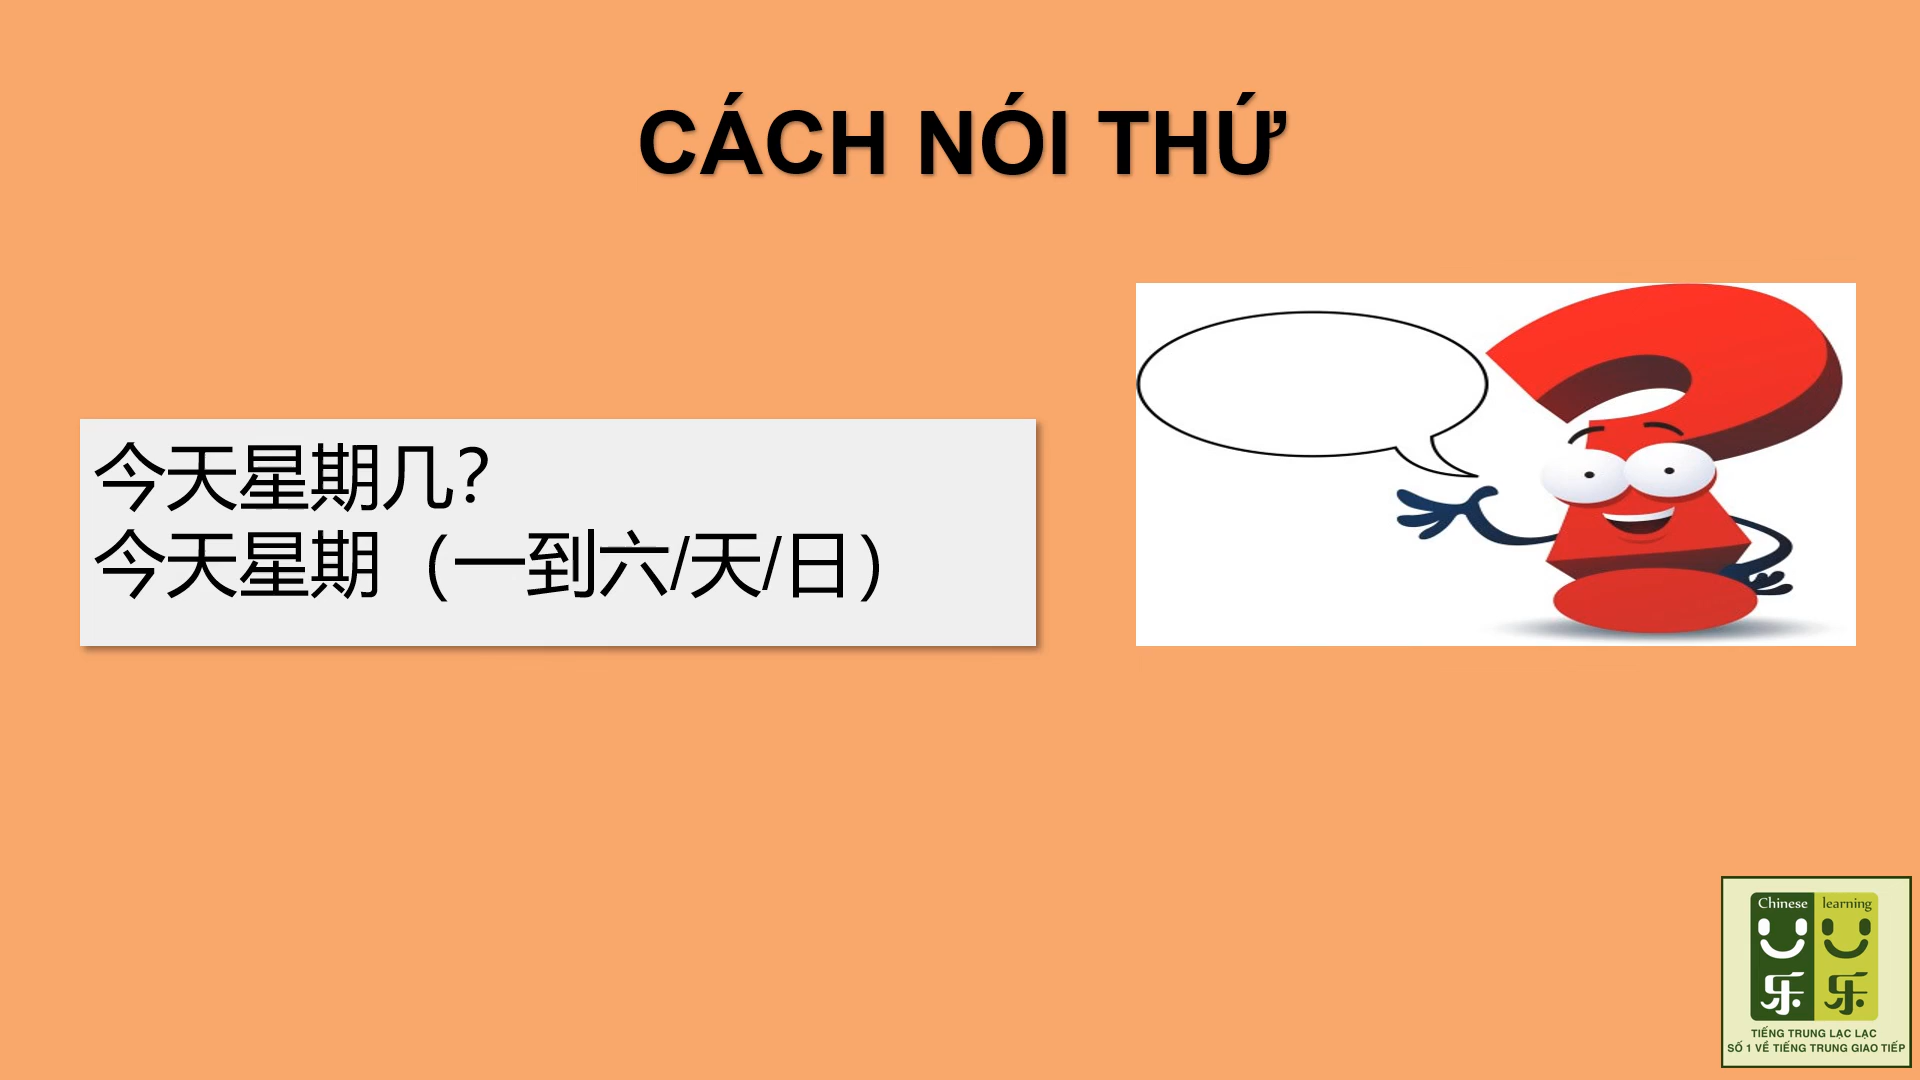 CÁCH NÓI THỨ
今天星期几?
今天星期（一到六/天/日）
Chinese learning
乐 乐
TIẾNG TRUNG LẠC LẠC
SỐ 1 VỀ TIẾNG TRUNG GIAO TIẾP